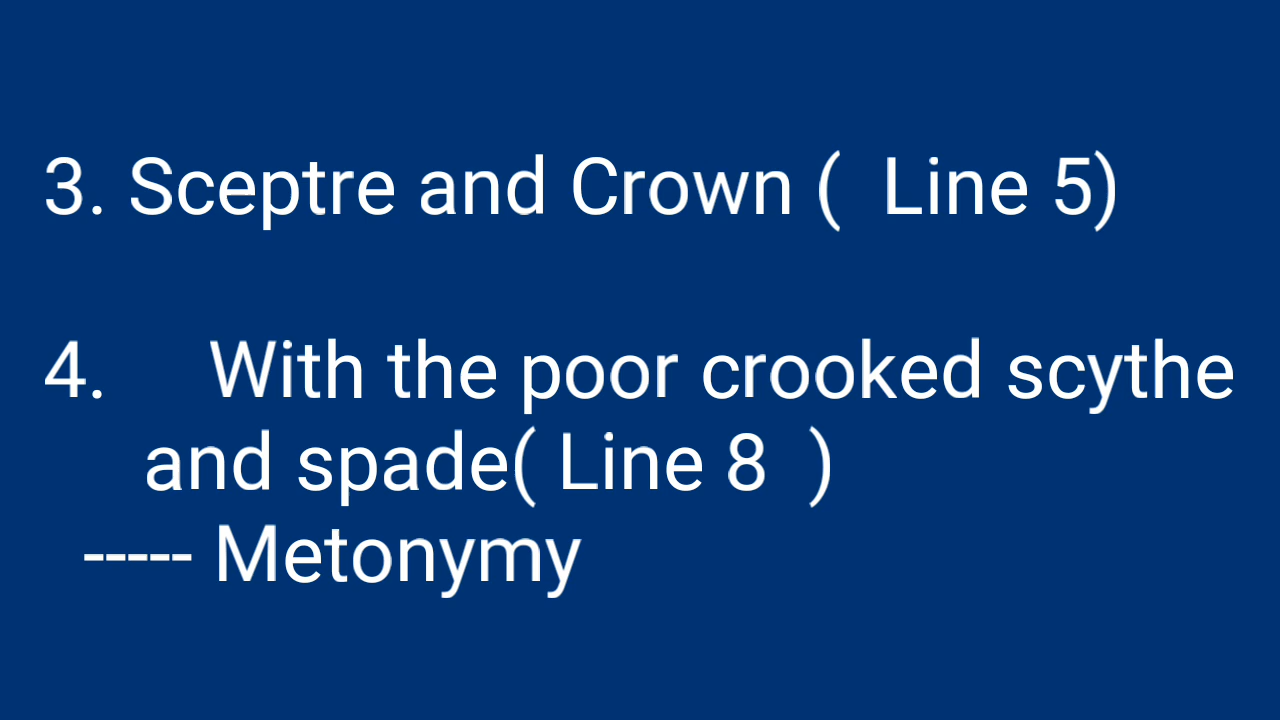 3. Sceptre and Crown (  Line 5)
4.     With the poor crooked scythe
and spade( Line 8  )
----- Metonymy